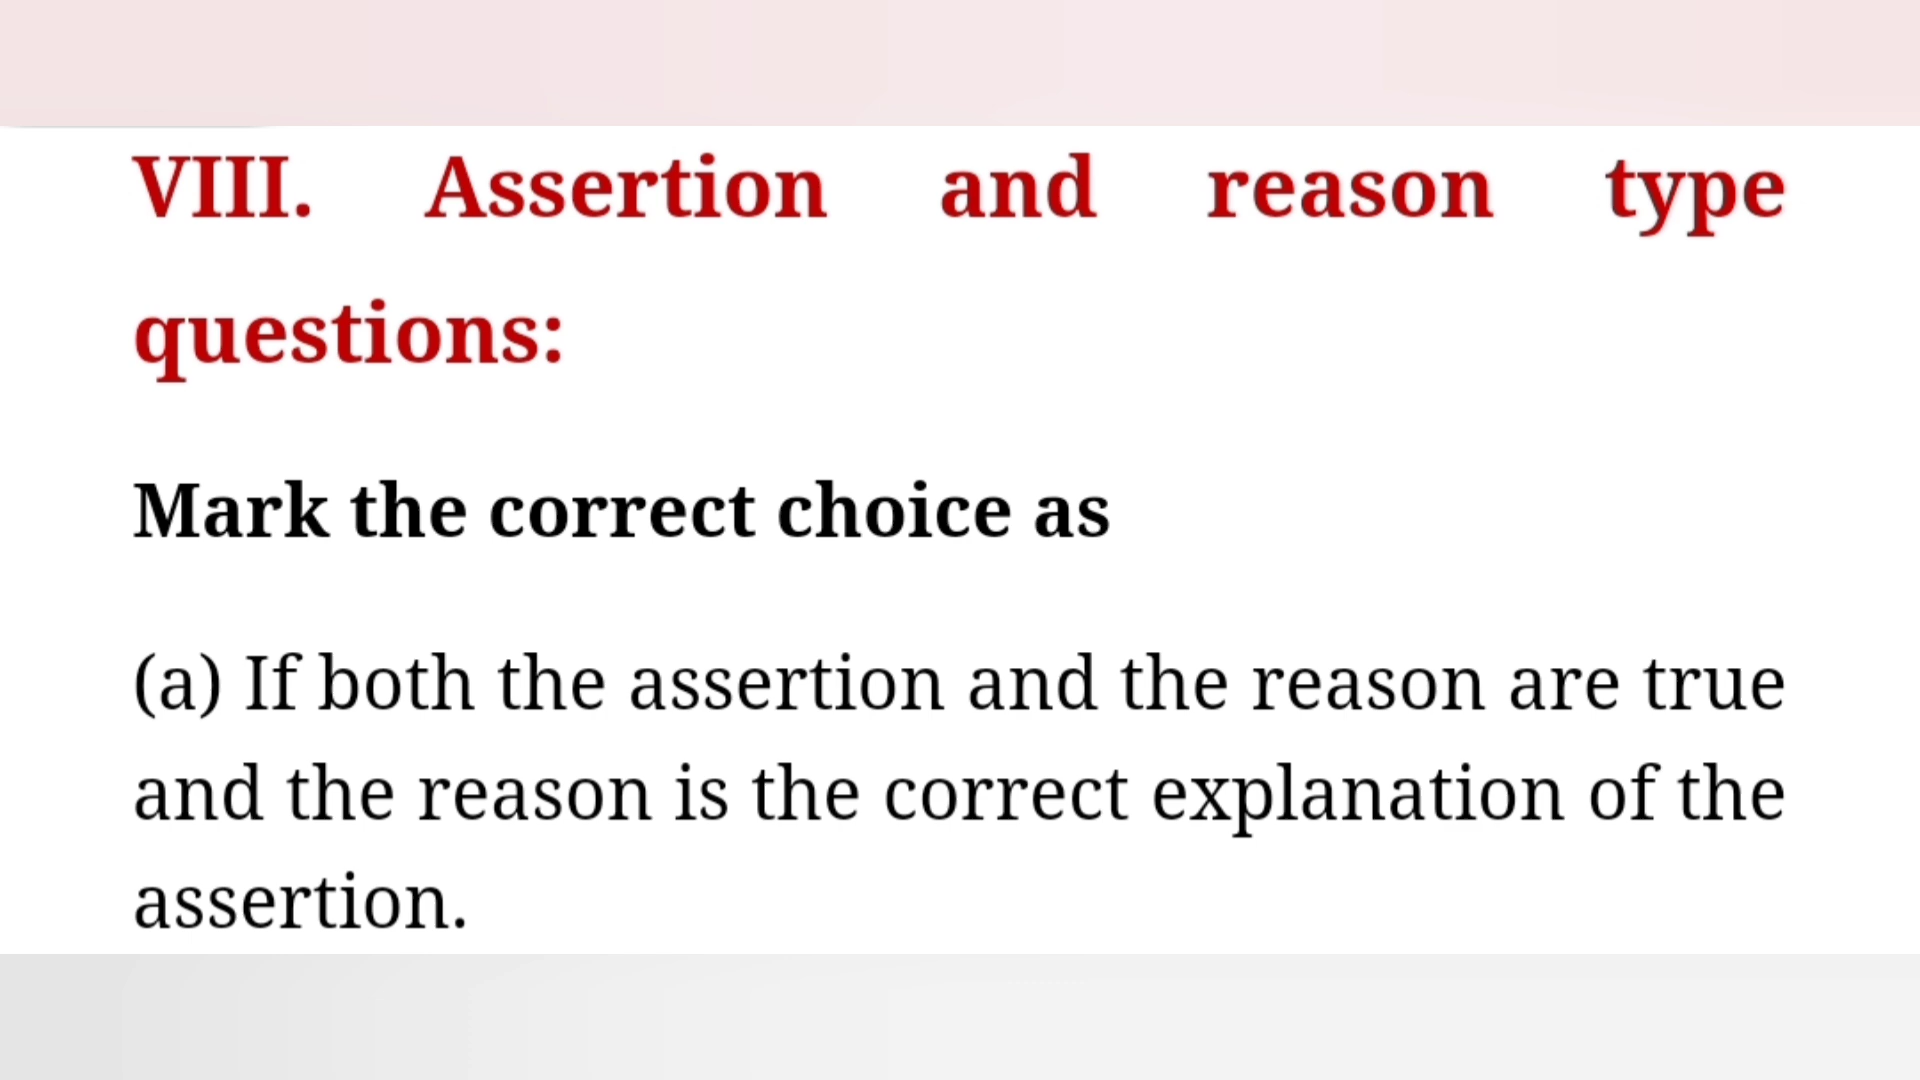 VIII. Assertion and reason type
questions:
Mark the correct choice as
(a) If both the assertion and the reason are true
and the reason is the correct explanation of the
assertion.